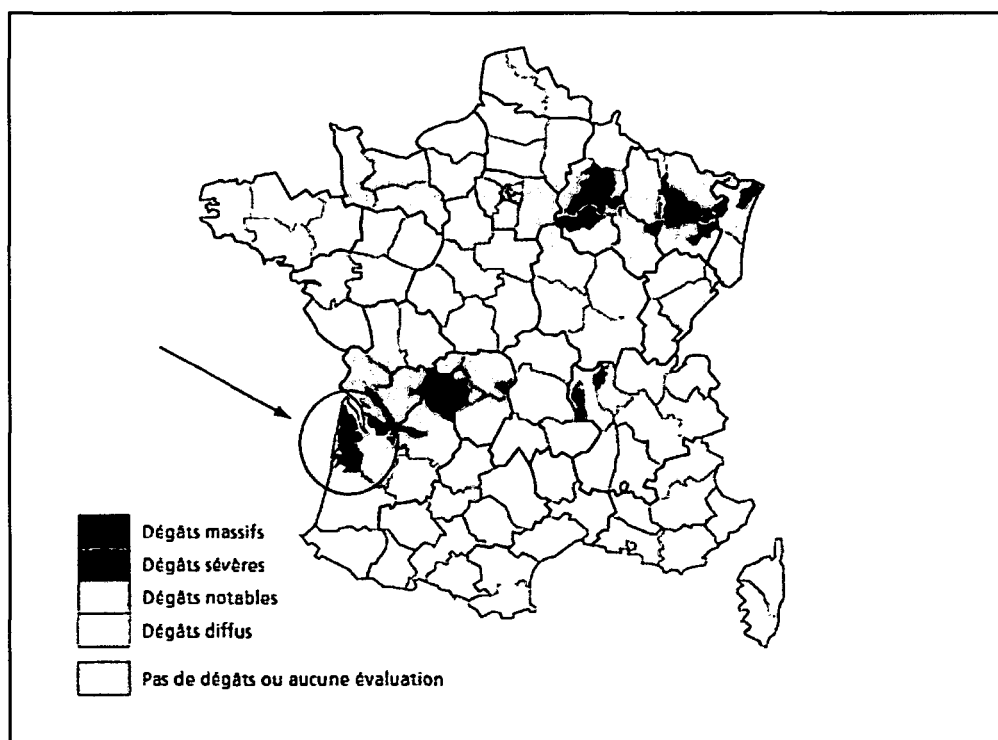 Dégâts massifs
Dégâts sévères
Dégâts notables
Dégâts diffus
Pas de dégâts ou aucune évaluation